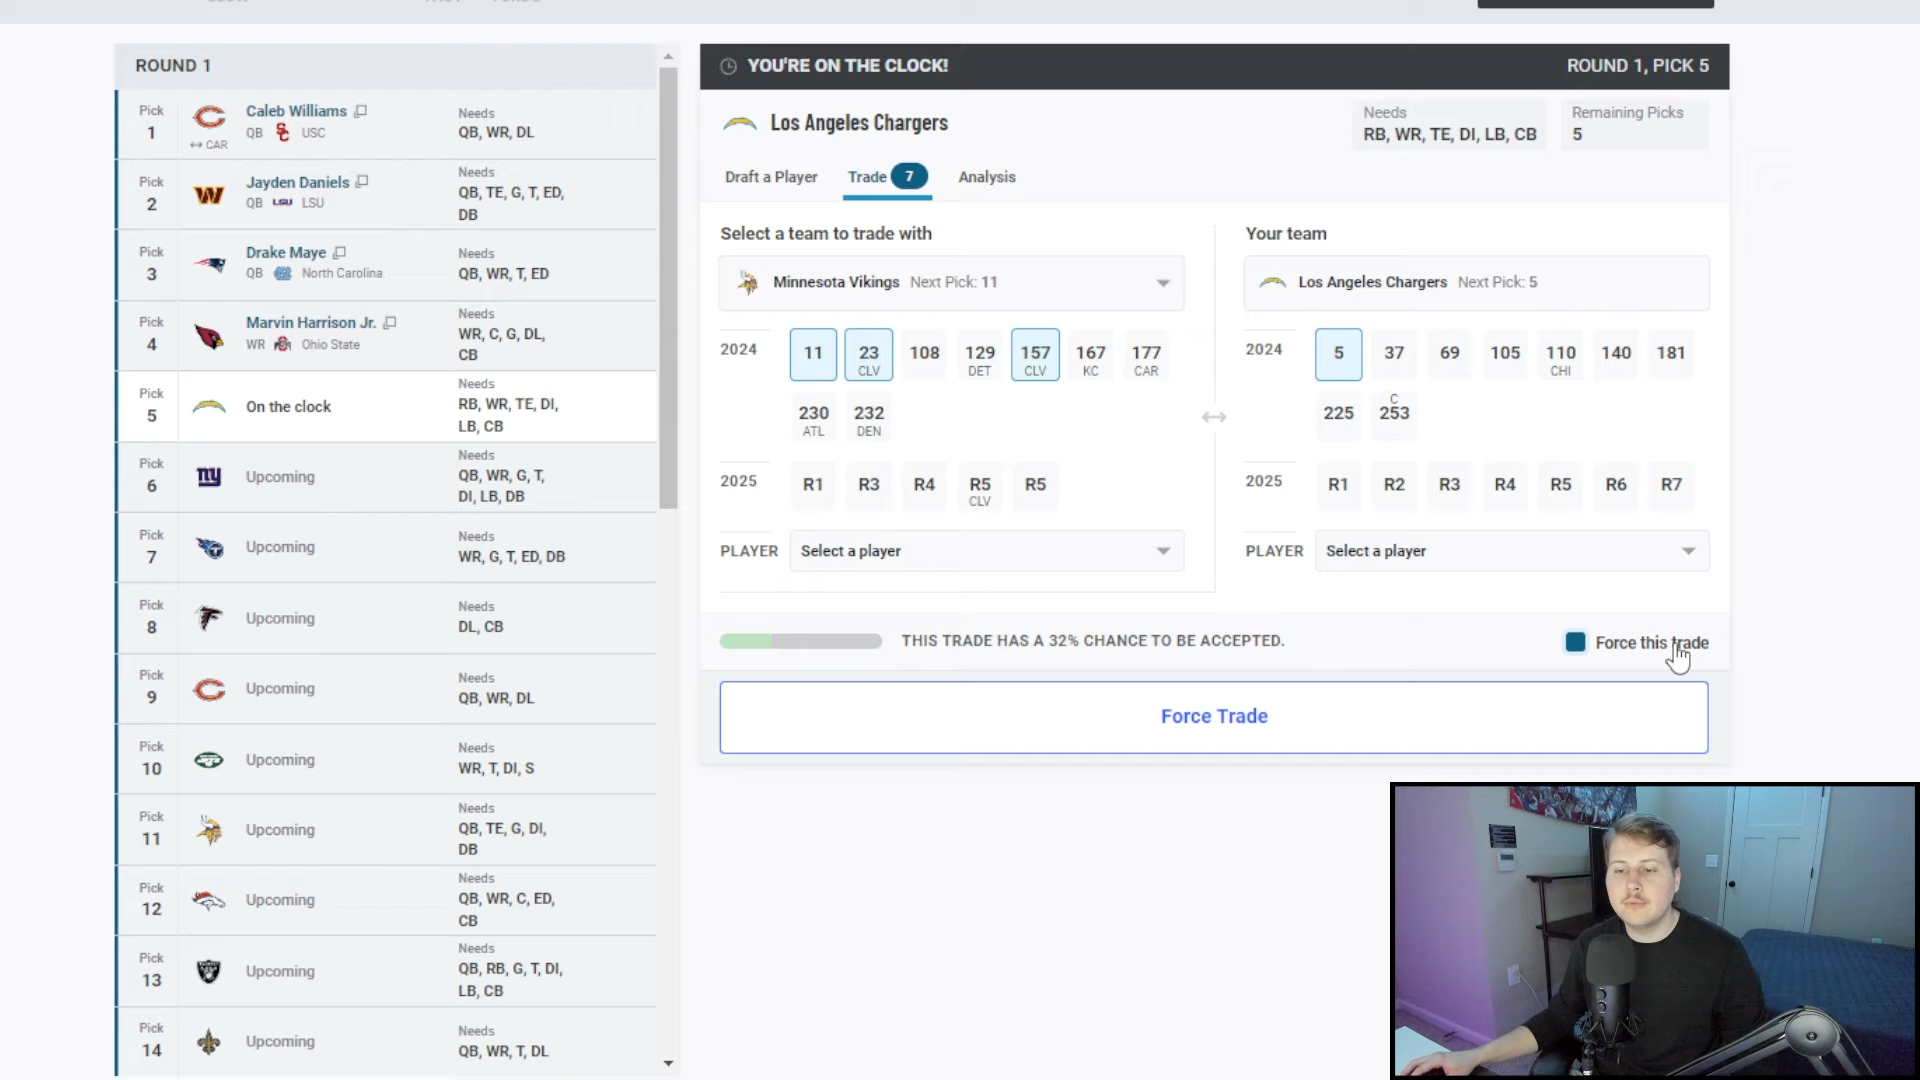 ROUND 1
Pick
1
CAR
Caleb Williams
QB USC
Needs
QB, WR, DL
Pick
2
Jayden Daniels
QB LSU LSU
Needs
QB, TE, G, T, ED,
DB
Pick
3
Drake Maye
QB North Carolina
Needs
QB, WR, T, ED
Pick
4
Marvin Harrison Jr.
WR Ohio State
Needs
WR, C, G, DL,
CB
Pick
5
On the clock
Needs
RB, WR, TE, DI,
LB, CB
Pick
6
ny
Upcoming
Needs
QB, WR, G, T,
DI, LB, DB
Pick
7
Upcoming
Needs
WR, G, T, ED, DB
Pick
8
Upcoming
Needs
DL, CB
Pick
9
Upcoming
Needs
QB, WR, DL
Pick
10
Upcoming
Needs
WR, T, DI, S
Pick
11
Upcoming
Needs
QB, TE, G, DI,
DB
Pick
12
Upcoming
Needs
QB, WR, C, ED,
CB
Pick
13
Upcoming
Needs
QB, RB, G, T, DI,
LB, CB
Pick
14
Upcoming
Needs
QB, WR, T, DL
YOU'RE ON THE CLOCK!
ROUND 1, PICK 5
Los Angeles Chargers
Needs
RB, WR, TE, DI, LB, CB
Remaining Picks
5
Draft a Player
Trade 7
Analysis
Select a team to trade with
Minnesota Vikings Next Pick: 11
2024
11 23 108 129 157 167 177
CLV DET CLV KC CAR
230 232
ATL DEN
2025
R1 R3 R4 R5 R5
CLV
PLAYER
Select a player
Your team
Los Angeles Chargers Next Pick: 5
2024
5 37 69 105 110 140 181
CHI
C
225 253
2025
R1 R2 R3 R4 R5 R6 R7
PLAYER
Select a player
THIS TRADE HAS A 32% CHANCE TO BE ACCEPTED.
Force this trade
Force Trade